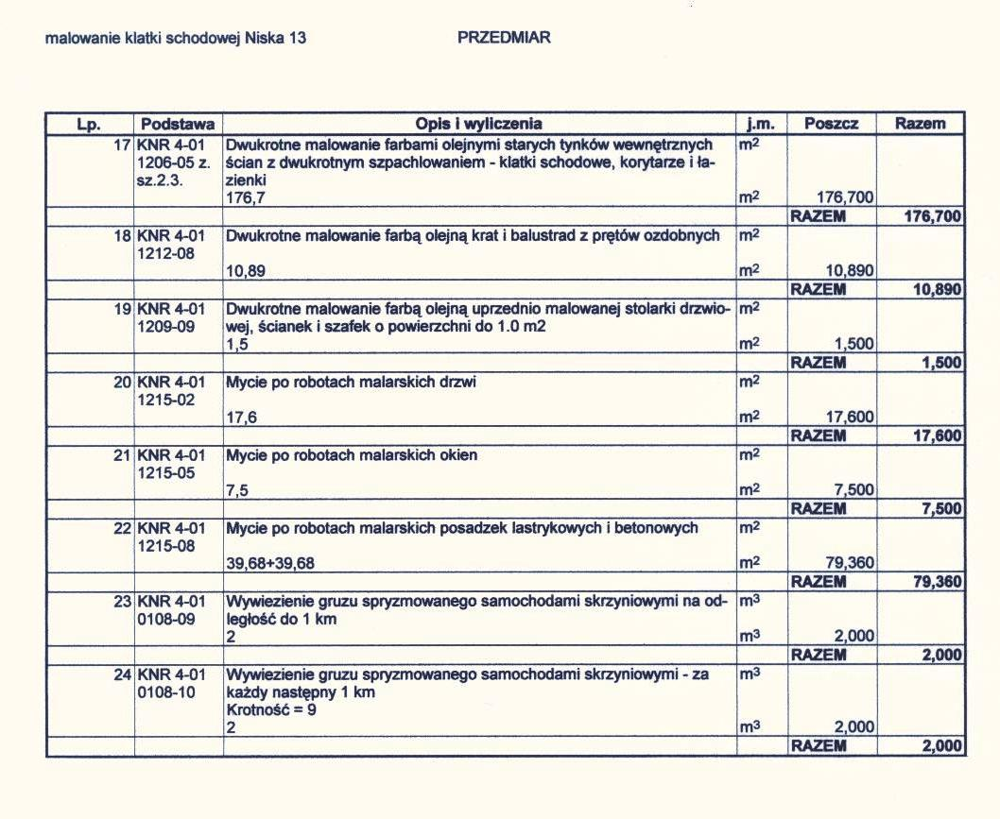 malowanie klatki schodowej Niska 13 PRZEDMIAR
Lp. Podstawa Opis i wyliczenia j.m. Poszcz Razem
17 KNR 4-01 Dwukrotne malowanie farbami olejnymi starych tynków wewnętrznych m2
1206-05 z. ścian z dwukrotnym szpachlowaniem - klatki schodowe, korytarze i ła-
sz.2.3. zienki
176,7 m2 176,700
RAZEM 176,700
18 KNR 4-01 Dwukrotne malowanie farbą olejną krat i balustrad z prętów ozdobnych m2
1212-08
10,89 m2 10,890
RAZEM 10,890
19 KNR 4-01 Dwukrotne malowanie farbą olejną uprzednio malowanej stolarki drzwio- m2
1209-09 wej, ścianek i szafek o powierzchni do 1.0 m2
1,5 m2 1,500
RAZEM 1,500
20 KNR 4-01 Mycie po robotach malarskich drzwi m2
1215-02
17,6 m2 17,600
RAZEM 17,600
21 KNR 4-01 Mycie po robotach malarskich okien m2
1215-05
7,5 m2 7,500
RAZEM 7,500
22 KNR 4-01 Mycie po robotach malarskich posadzek lastrykowych i betonowych m2
1215-08
39,68+39,68 m2 79,360
RAZEM 79,360
23 KNR 4-01 Wywiezienie gruzu spryzmowanego samochodami skrzyniowymi na od- m3
0108-09 ległość do 1 km
2 m3 2,000
RAZEM 2,000
24 KNR 4-01 Wywiezienie gruzu spryzmowanego samochodami skrzyniowymi - za m3
0108-10 każdy następny 1 km
Krotność = 9
2 m3 2,000
RAZEM 2,000